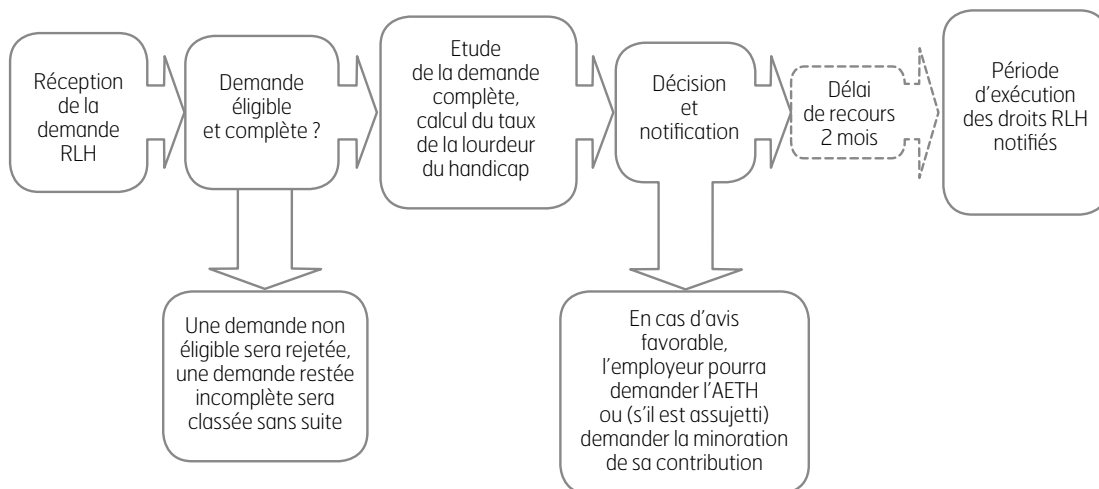 Réception
de la
demande
RLH
Demande
éligible
et complète ?
Etude
de la demande
complète,
calcul du taux
de la lourdeur
du handicap
Décision
et
notification
Délai
de recours
2 mois
Période
d’exécution
des droits RLH
notifiés
Une demande non
éligible sera rejetée,
une demande restée
incomplète sera
classée sans suite
En cas d’avis
favorable,
l’employeur pourra
demander l’AETH
ou (s’il est assujetti)
demander la minoration
de sa contribution